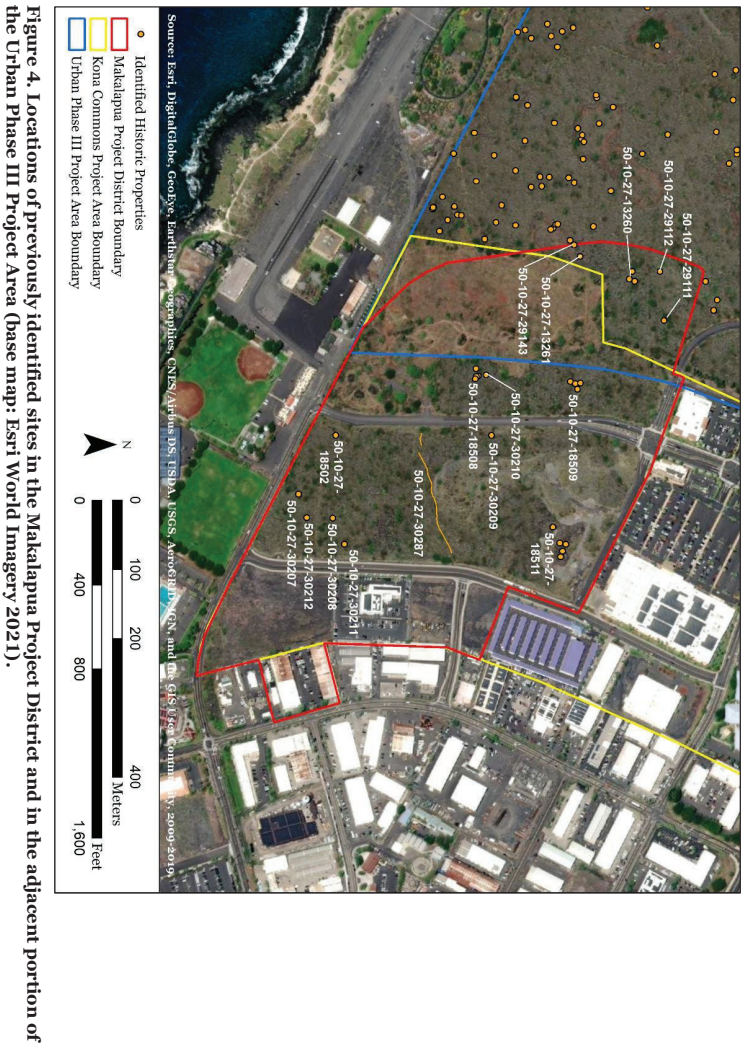 50-10-27-29111
50-10-27-29112
50-10-27-13260
50-10-27-13261
50-10-27-29143
50-10-27-18509
50-10-27-30210
50-10-27-18508
50-10-27-30209
50-10-27-
18511
50-10-27-30287
50-10-27-
18502
50-10-27-30211
50-10-27-30208
50-10-27-30212
50-10-27-30207
Source: Esri, DigitalGlobe, GeoEye, Earthstar Geographics, CNES/Airbus DS, USDA, USGS, AeroGRID, IGN, and the GIS User Community, 2009-2019
Identified Historic Properties
Makalapua Project District Boundary
Kona Commons Project Area Boundary
Urban Phase III Project Area Boundary
N
0 100 200 400
Meters
0 400 800 1,600
Feet
Figure 4. Locations of previously identified sites in the Makalapua Project District and in the adjacent portion of
the Urban Phase III Project Area (base map: Esri World Imagery 2021).